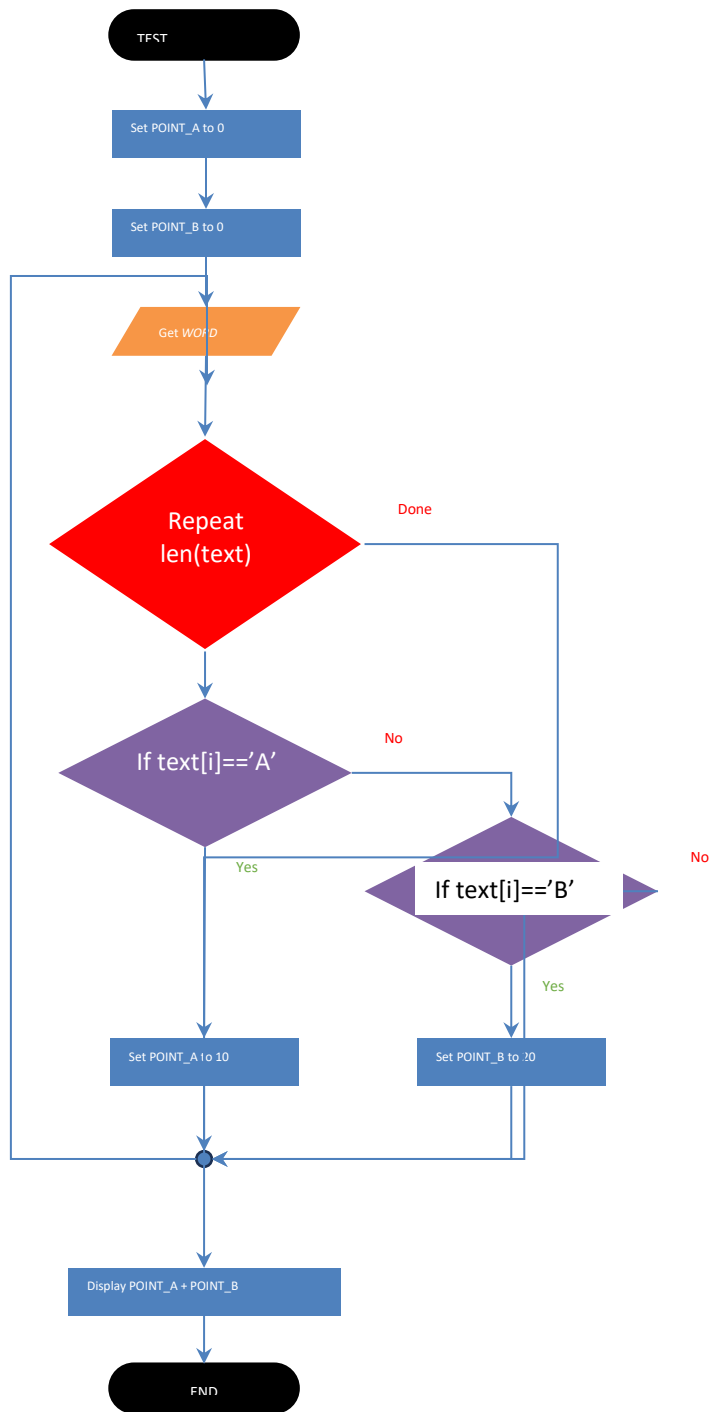 TEST
Set POINT_A to 0
Set POINT_B to 0
Get WORD
Repeat
len(text)
Done
If text[i]==’A’
No
Yes
If text[i]==’B’
No
Yes
Set POINT_A to 10
Set POINT_B to 20
Display POINT_A + POINT_B
END